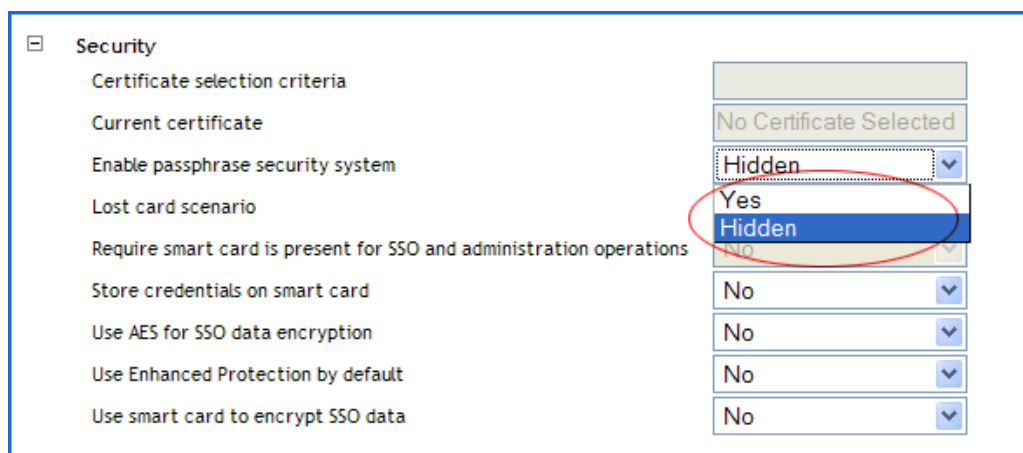 Security
Certificate selection criteria
Current certificate No Certificate Selected
Enable passphrase security system Hidden
Yes
Lost card scenario
Hidden
Require smart card is present for SSO and administration operations No
Store credentials on smart card No
Use AES for SSO data encryption No
Use Enhanced Protection by default No
Use smart card to encrypt SSO data No